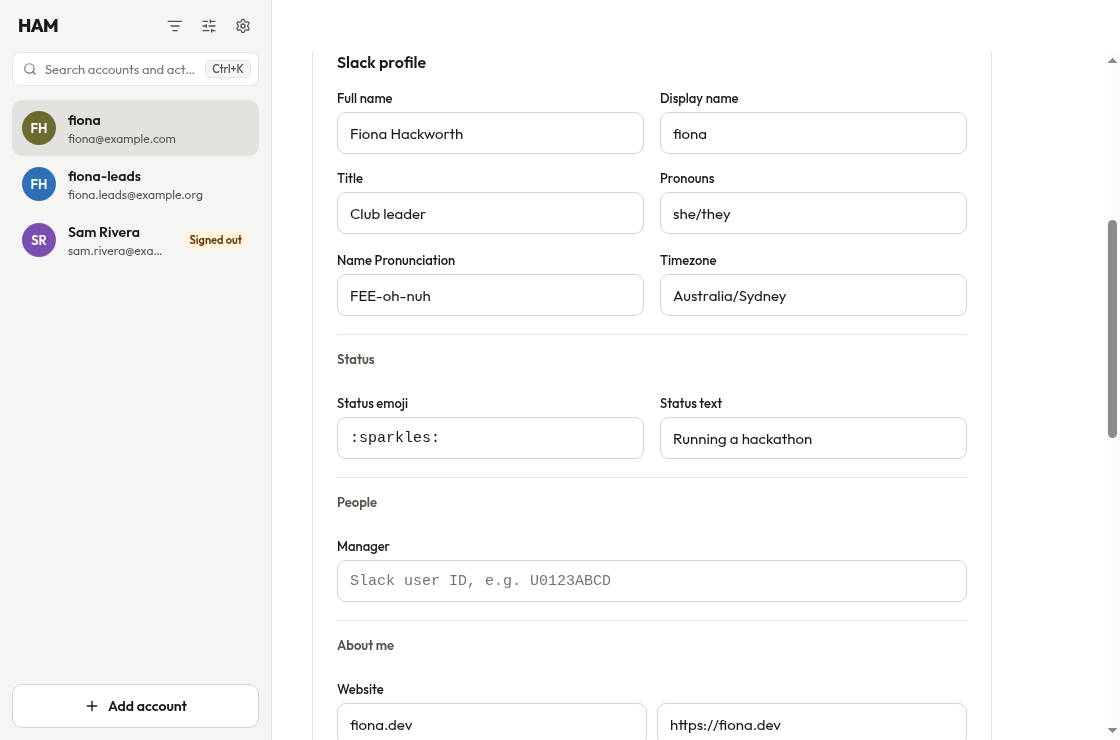 HAM
Search accounts and act... Ctrl+K
FH
fiona
fiona@example.com
FH
fiona-leads
fiona.leads@example.org
SR
Sam Rivera
sam.rivera@exa...
Signed out
+ Add account
Slack profile
Full name
Fiona Hackworth
Display name
fiona
Title
Club leader
Pronouns
she/they
Name Pronunciation
FEE-oh-nuh
Timezone
Australia/Sydney
Status
Status emoji
:sparkles:
Status text
Running a hackathon
People
Manager
Slack user ID, e.g. U0123ABCD
About me
Website
fiona.dev
https://fiona.dev